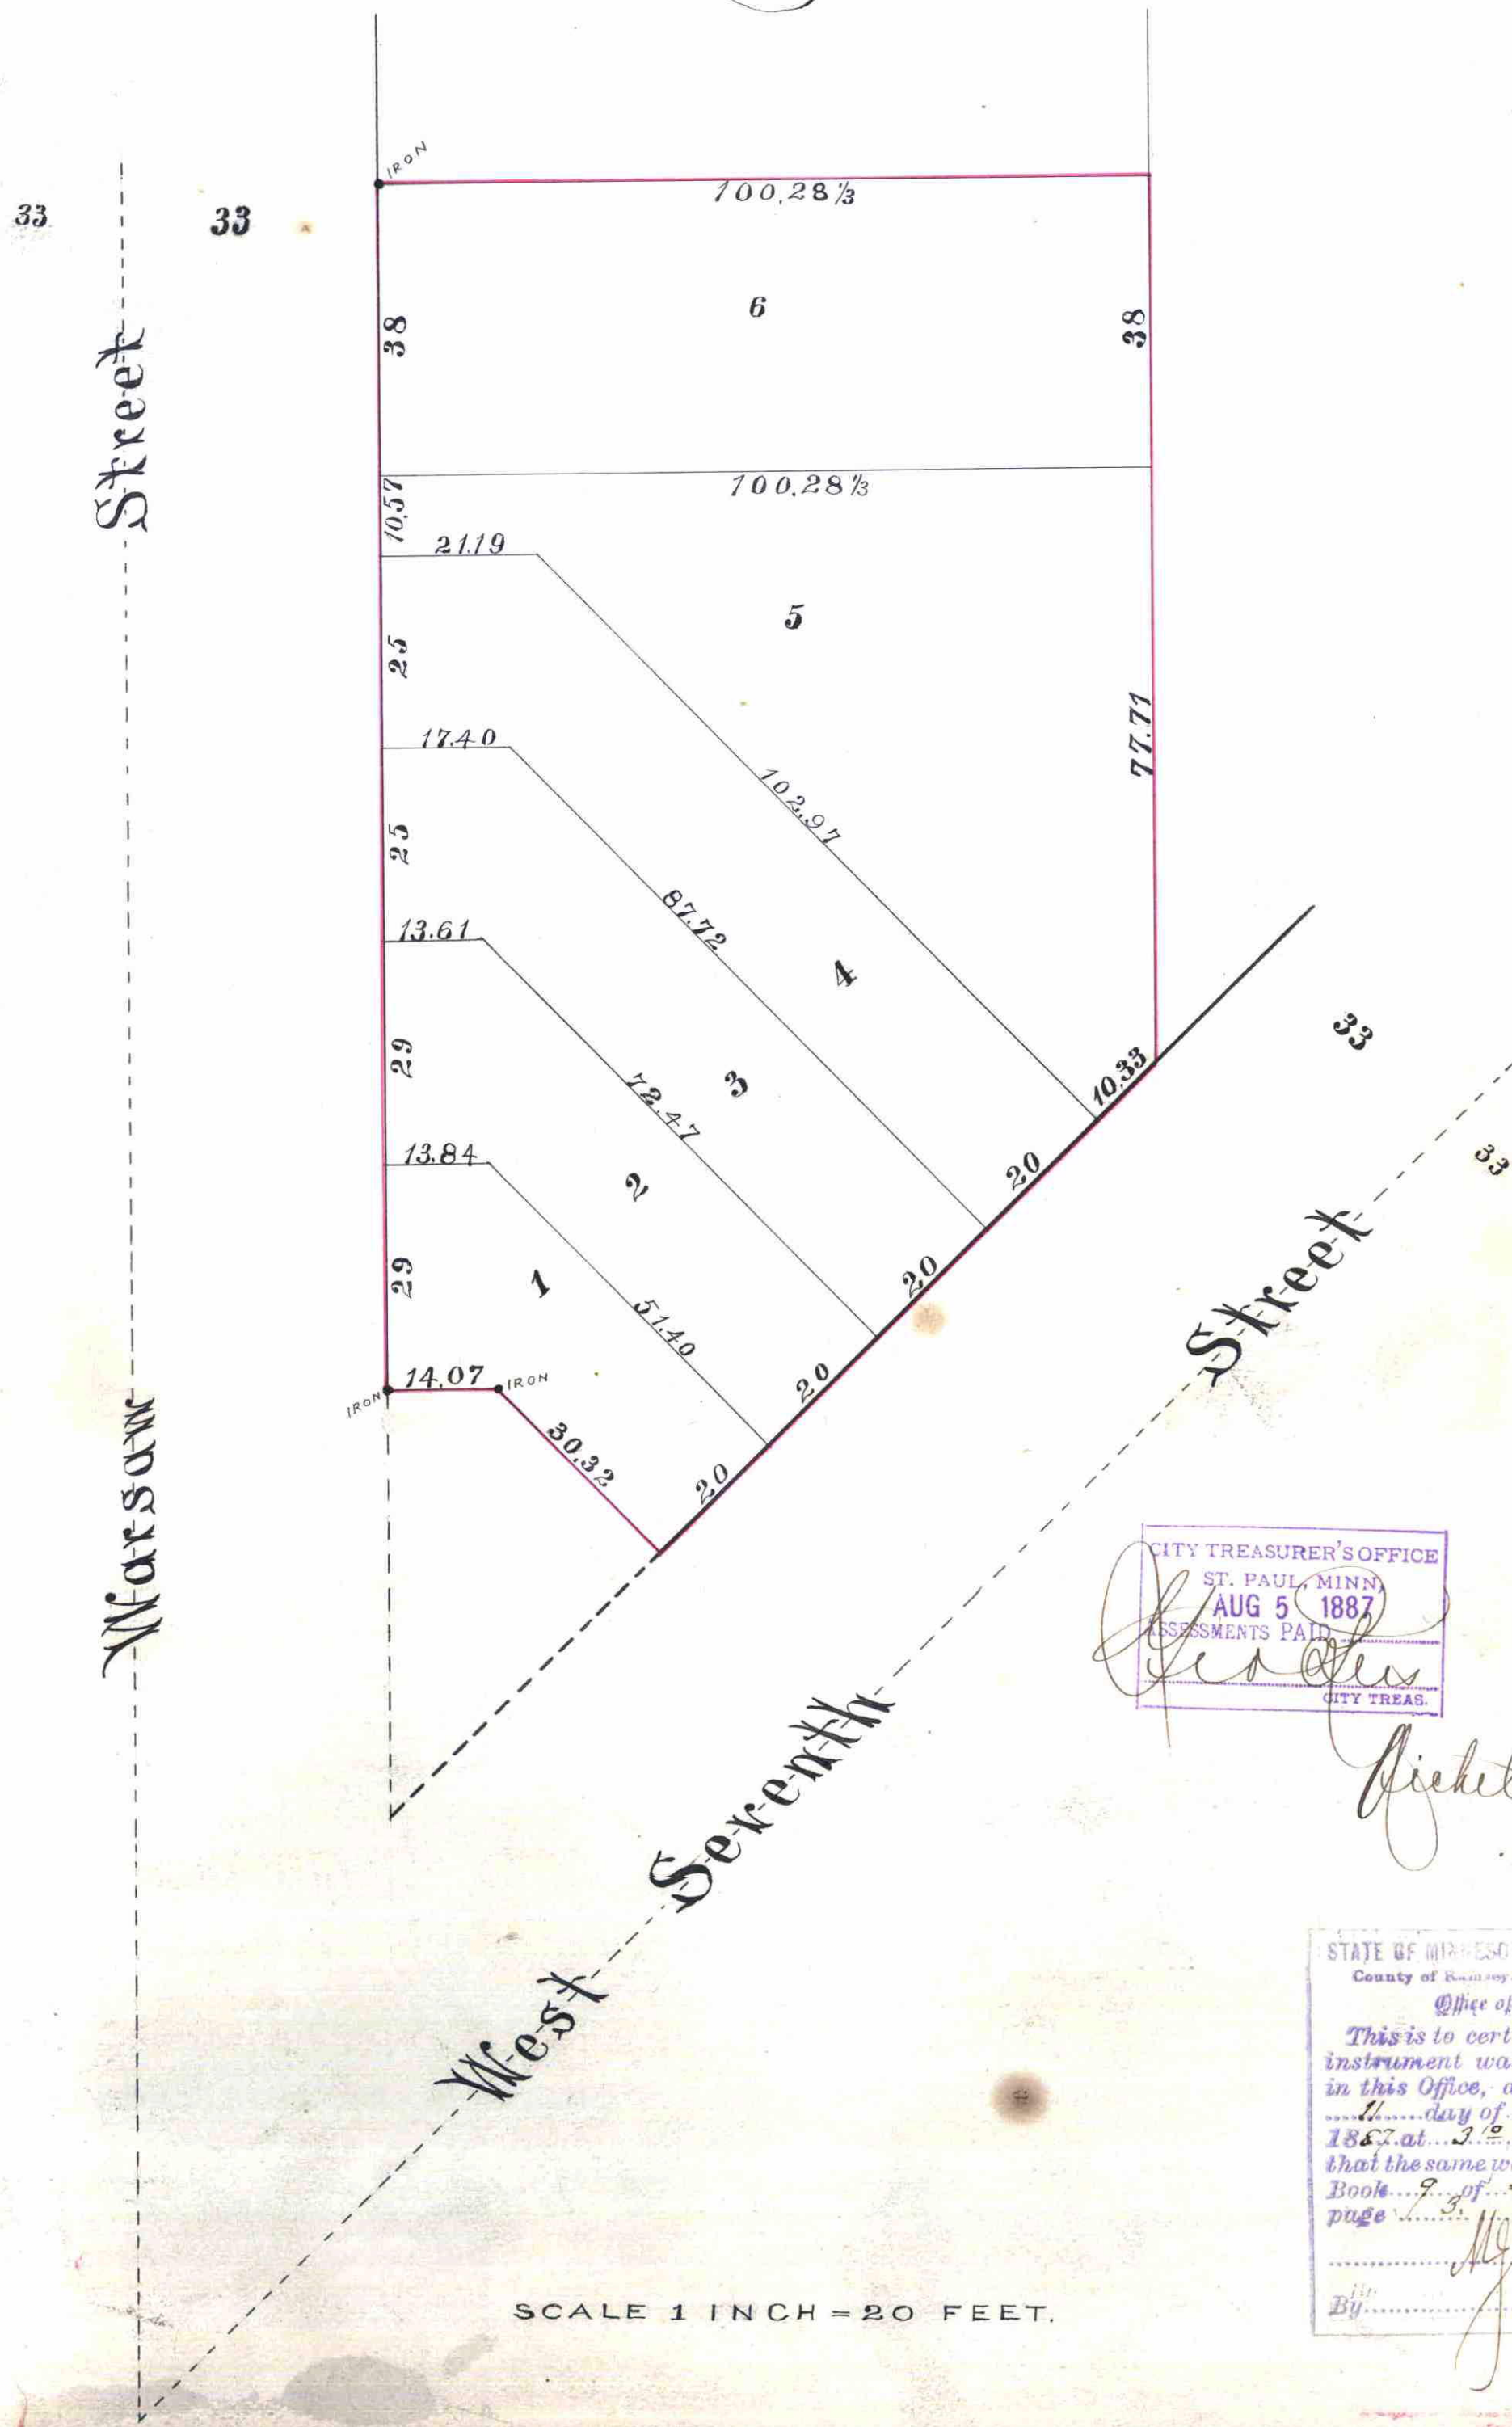 IRON
100.28 1/3
33
33
6
38
38
Warsaw Street
100.28 1/3
10.57
21.19
5
25
17.40
77.71
102.97
25
87.72
13.61
4
33
29
10.33
3
72.47
33
13.84
20
2
29
20
1
51.40
14.07
IRON
IRON
20
30.32
20
West Seventh Street
CITY TREASURER'S OFFICE
ST. PAUL, MINN.
AUG 5 1887
ASSESSMENTS PAID
CITY TREAS.
STATE OF MINNESO
County of Ramsey
Office of
This is to cert
instrument wa
in this Office,
11 day of
1887 at 3
that the same w
Book 9 of
page
By
SCALE 1 INCH = 20 FEET.